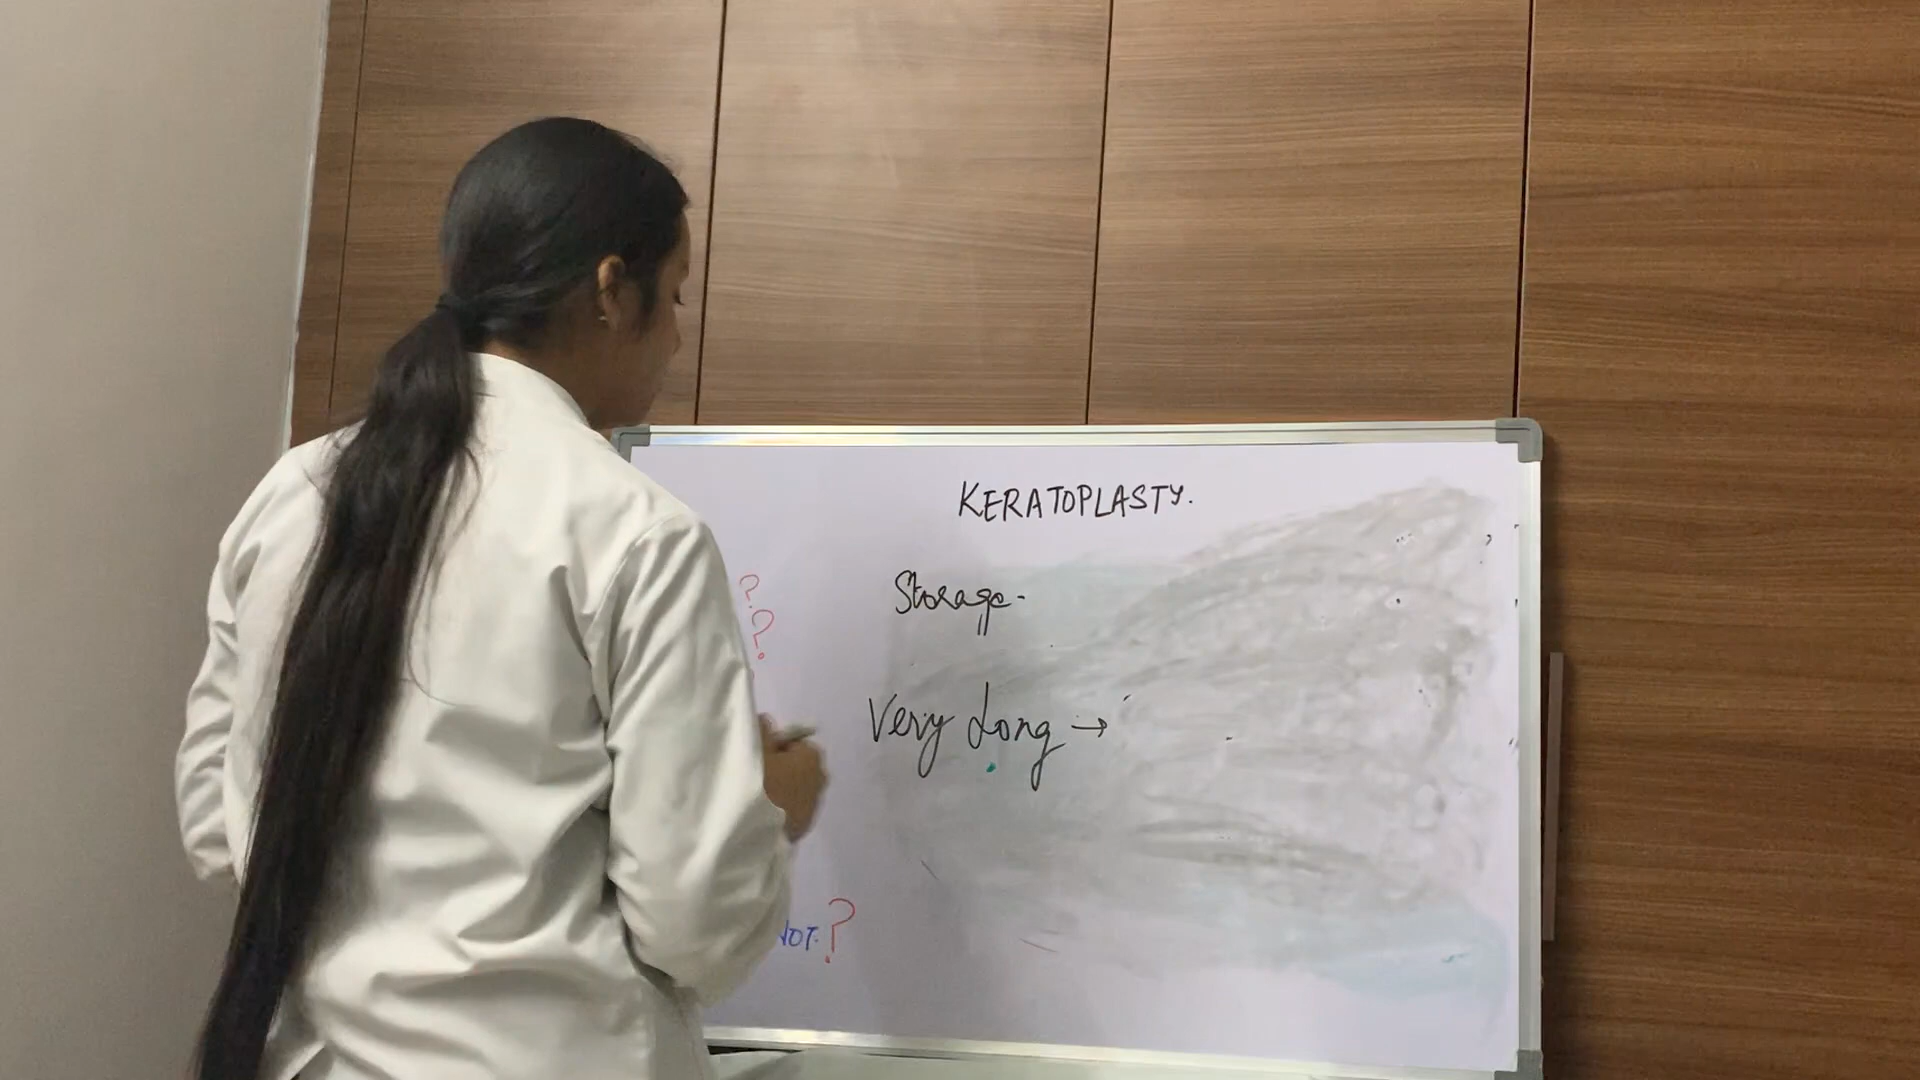 KERATOPLASTY.
??
Storage-
Very Long →
NOT?